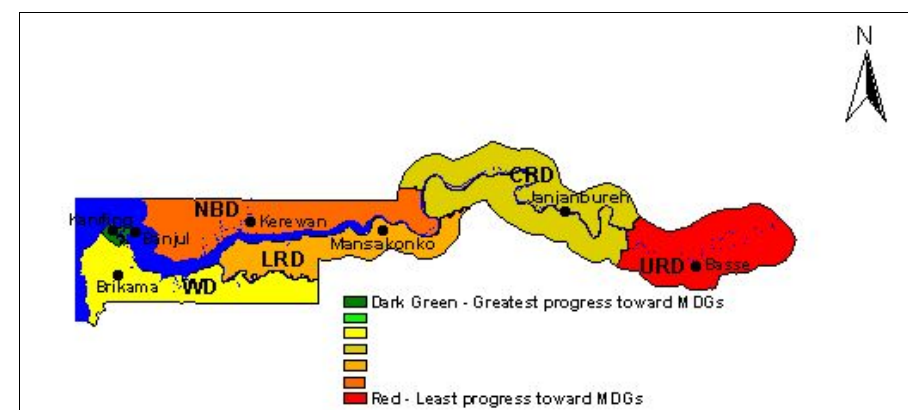 N
CRD
NBD
Kanifing
Kerewan
Janjanbureh
Banjul
Mansakonko
LRD
URD
Basse
Brikama
WD
Dark Green - Greatest progress toward MDGs
Red - Least progress toward MDGs